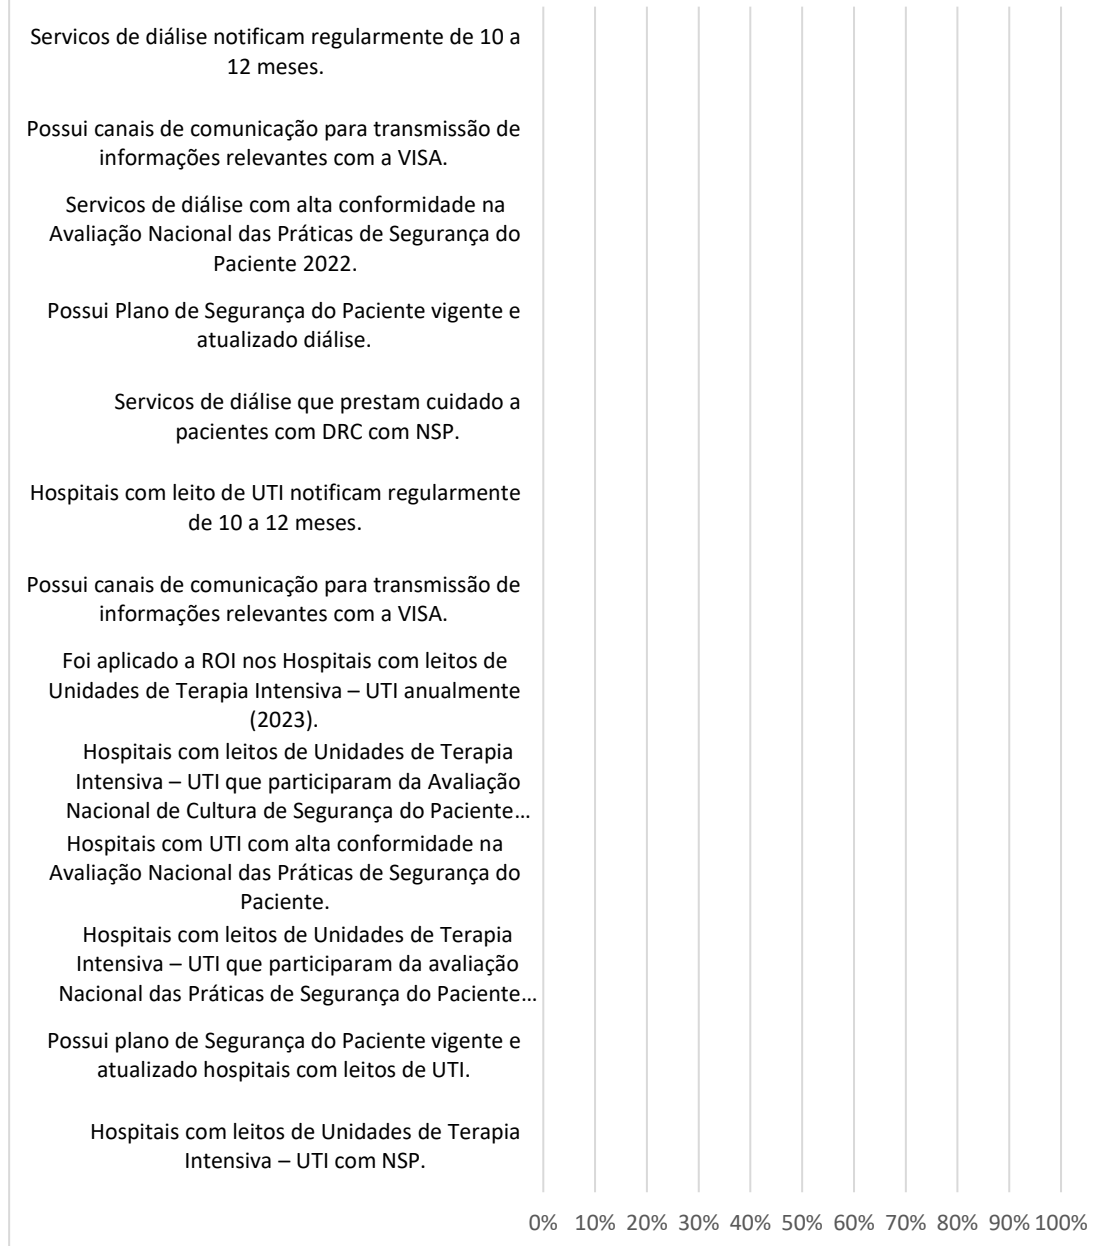 Servicos de diálise notificam regularmente de 10 a
12 meses.
Possui canais de comunicação para transmissão de
informações relevantes com a VISA.
Servicos de diálise com alta conformidade na
Avaliação Nacional das Práticas de Segurança do
Paciente 2022.
Possui Plano de Segurança do Paciente vigente e
atualizado diálise.
Servicos de diálise que prestam cuidado a
pacientes com DRC com NSP.
Hospitais com leito de UTI notificam regularmente
de 10 a 12 meses.
Possui canais de comunicação para transmissão de
informações relevantes com a VISA.
Foi aplicado a ROI nos Hospitais com leitos de
Unidades de Terapia Intensiva – UTI anualmente
(2023).
Hospitais com leitos de Unidades de Terapia
Intensiva – UTI que participaram da Avaliação
Nacional de Cultura de Segurança do Paciente...
Hospitais com UTI com alta conformidade na
Avaliação Nacional das Práticas de Segurança do
Paciente.
Hospitais com leitos de Unidades de Terapia
Intensiva – UTI que participaram da avaliação
Nacional das Práticas de Segurança do Paciente...
Possui plano de Segurança do Paciente vigente e
atualizado hospitais com leitos de UTI.
Hospitais com leitos de Unidades de Terapia
Intensiva – UTI com NSP.
0% 10% 20% 30% 40% 50% 60% 70% 80% 90% 100%